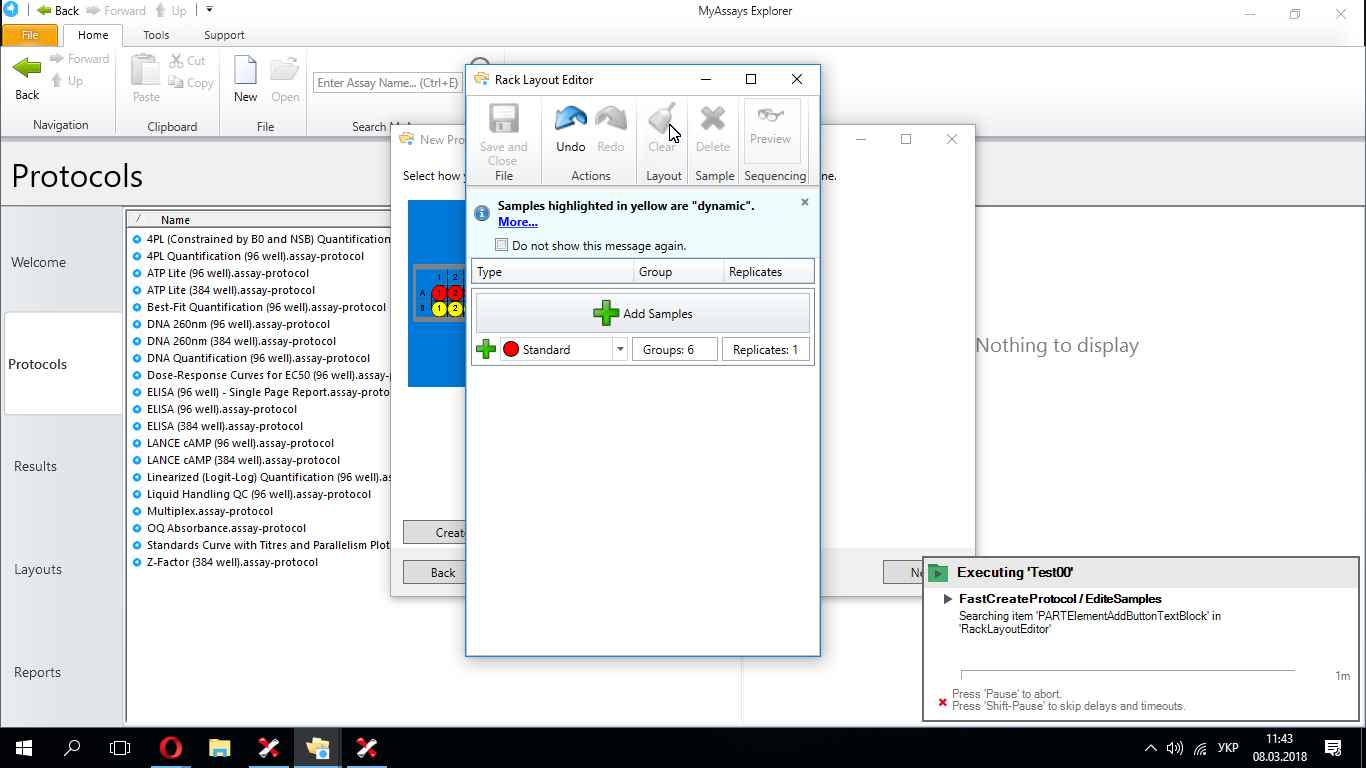 Back Forward Up
MyAssays Explorer
File Home Tools Support
Back
Forward
Up
Navigation
Paste
Cut
Copy
Clipboard
New
Open
File
Enter Assay Name... (Ctrl+E)
Search M
Protocols
Welcome
Protocols
Results
Layouts
Reports
Name
4PL (Constrained by B0 and NSB) Quantification
4PL Quantification (96 well).assay-protocol
ATP Lite (96 well).assay-protocol
ATP Lite (384 well).assay-protocol
Best-Fit Quantification (96 well).assay-protocol
DNA 260nm (96 well).assay-protocol
DNA 260nm (384 well).assay-protocol
DNA Quantification (96 well).assay-protocol
Dose-Response Curves for EC50 (96 well).assay-
ELISA (96 well) - Single Page Report.assay-proto
ELISA (96 well).assay-protocol
ELISA (384 well).assay-protocol
LANCE cAMP (96 well).assay-protocol
LANCE cAMP (384 well).assay-protocol
Linearized (Logit-Log) Quantification (96 well).as
Liquid Handling QC (96 well).assay-protocol
Multiplex.assay-protocol
OQ Absorbance.assay-protocol
Standards Curve with Titres and Parallelism Plot
Z-Factor (384 well).assay-protocol
New Pro
Select how y
ne.
1 2
A 1 2
B 1 2
Create
Back
Ne
Nothing to display
Rack Layout Editor
Save and
Close
File
Undo Redo
Actions
Clear
Layout
Delete
Sample
Preview
Sequencing
Samples highlighted in yellow are "dynamic".
More...
Do not show this message again.
Type Group Replicates
Add Samples
Standard Groups: 6 Replicates: 1
Executing 'Test00'
FastCreateProtocol / EditeSamples
Searching item 'PARTElementAddButtonTextBlock' in
'RackLayoutEditor'
1m
Press 'Pause' to abort.
Press 'Shift-Pause' to skip delays and timeouts.
УКР
11:43
08.03.2018